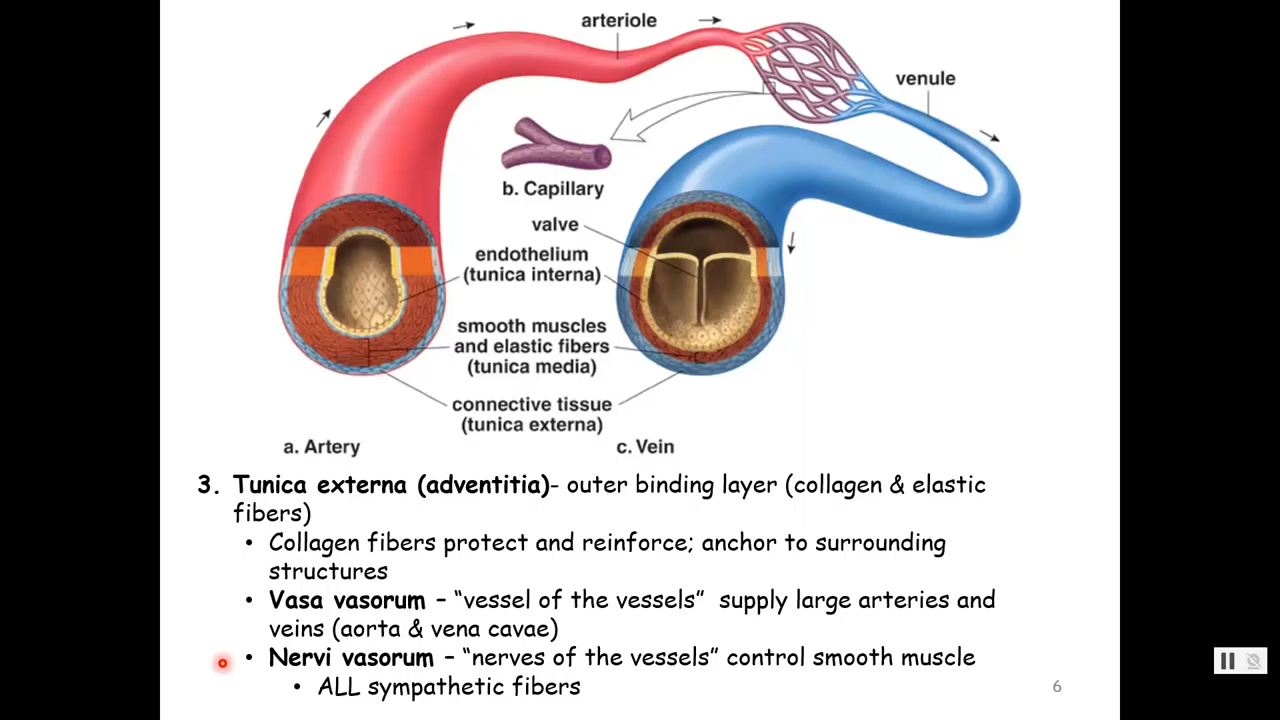 arteriole
venule
b. Capillary
valve
endothelium
(tunica interna)
smooth muscles
and elastic fibers
(tunica media)
connective tissue
(tunica externa)
a. Artery
c. Vein
3. Tunica externa (adventitia)- outer binding layer (collagen & elastic
fibers)
• Collagen fibers protect and reinforce; anchor to surrounding
structures
• Vasa vasorum – “vessel of the vessels” supply large arteries and
veins (aorta & vena cavae)
• Nervi vasorum – “nerves of the vessels” control smooth muscle
• ALL sympathetic fibers
6